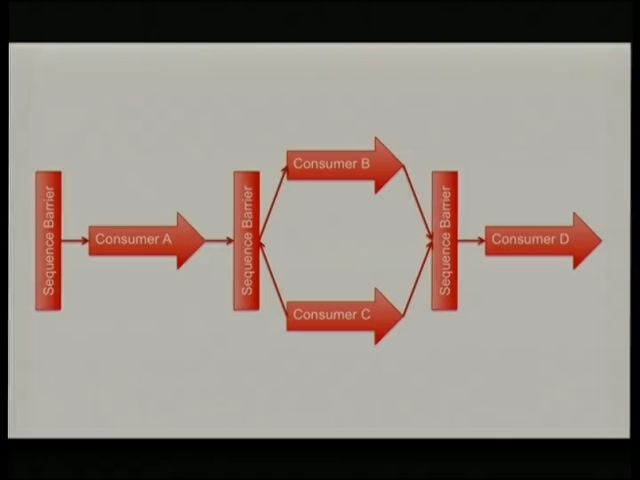 Sequence Barrier
Consumer A
Sequence Barrier
Consumer B
Consumer C
Sequence Barrier
Consumer D